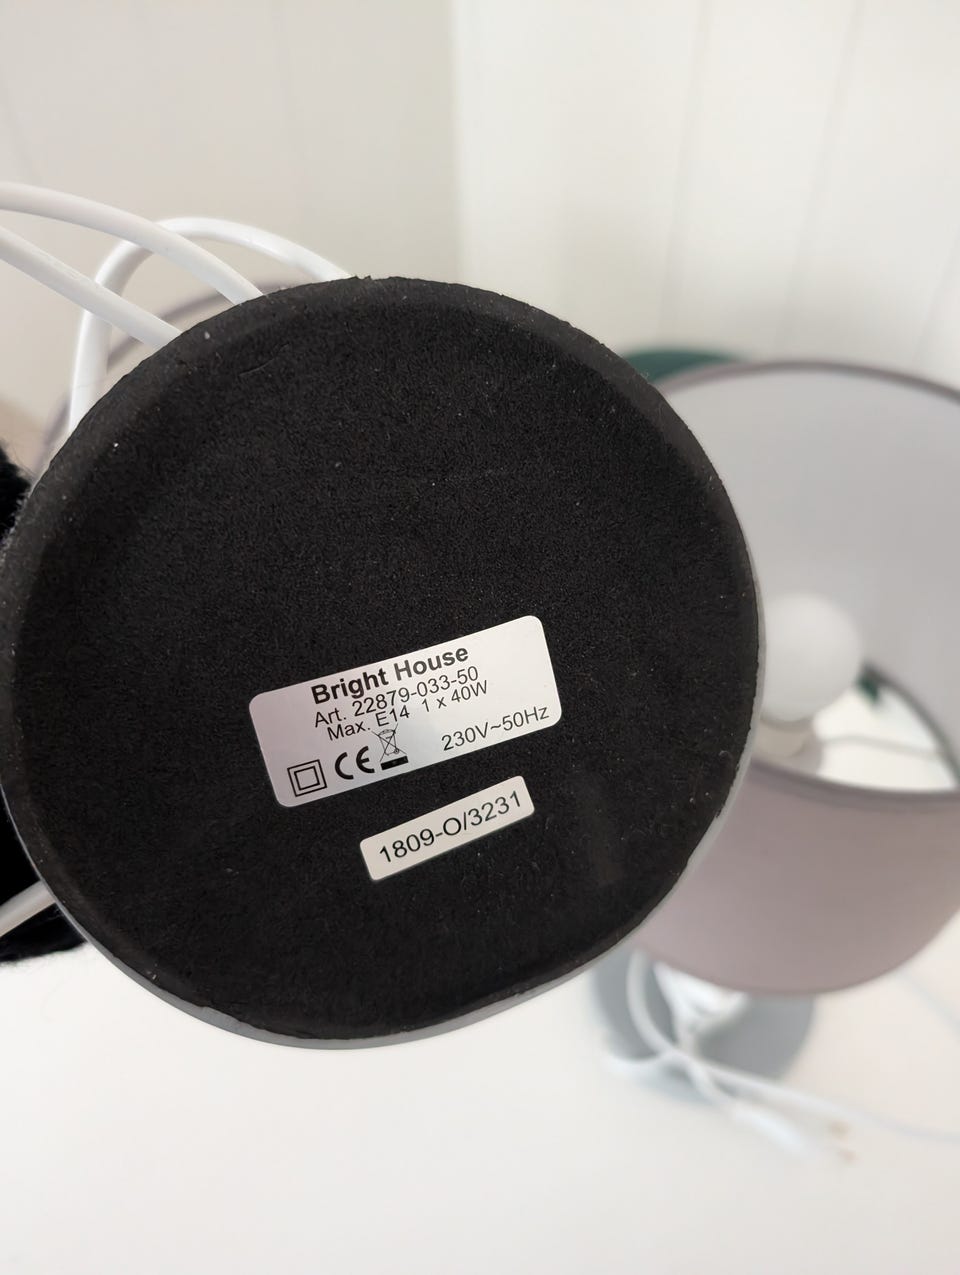 Bright House
Art. 22879-033-50
Max. E14 1 x 40W
CE 230V~50Hz
1809-O/3231